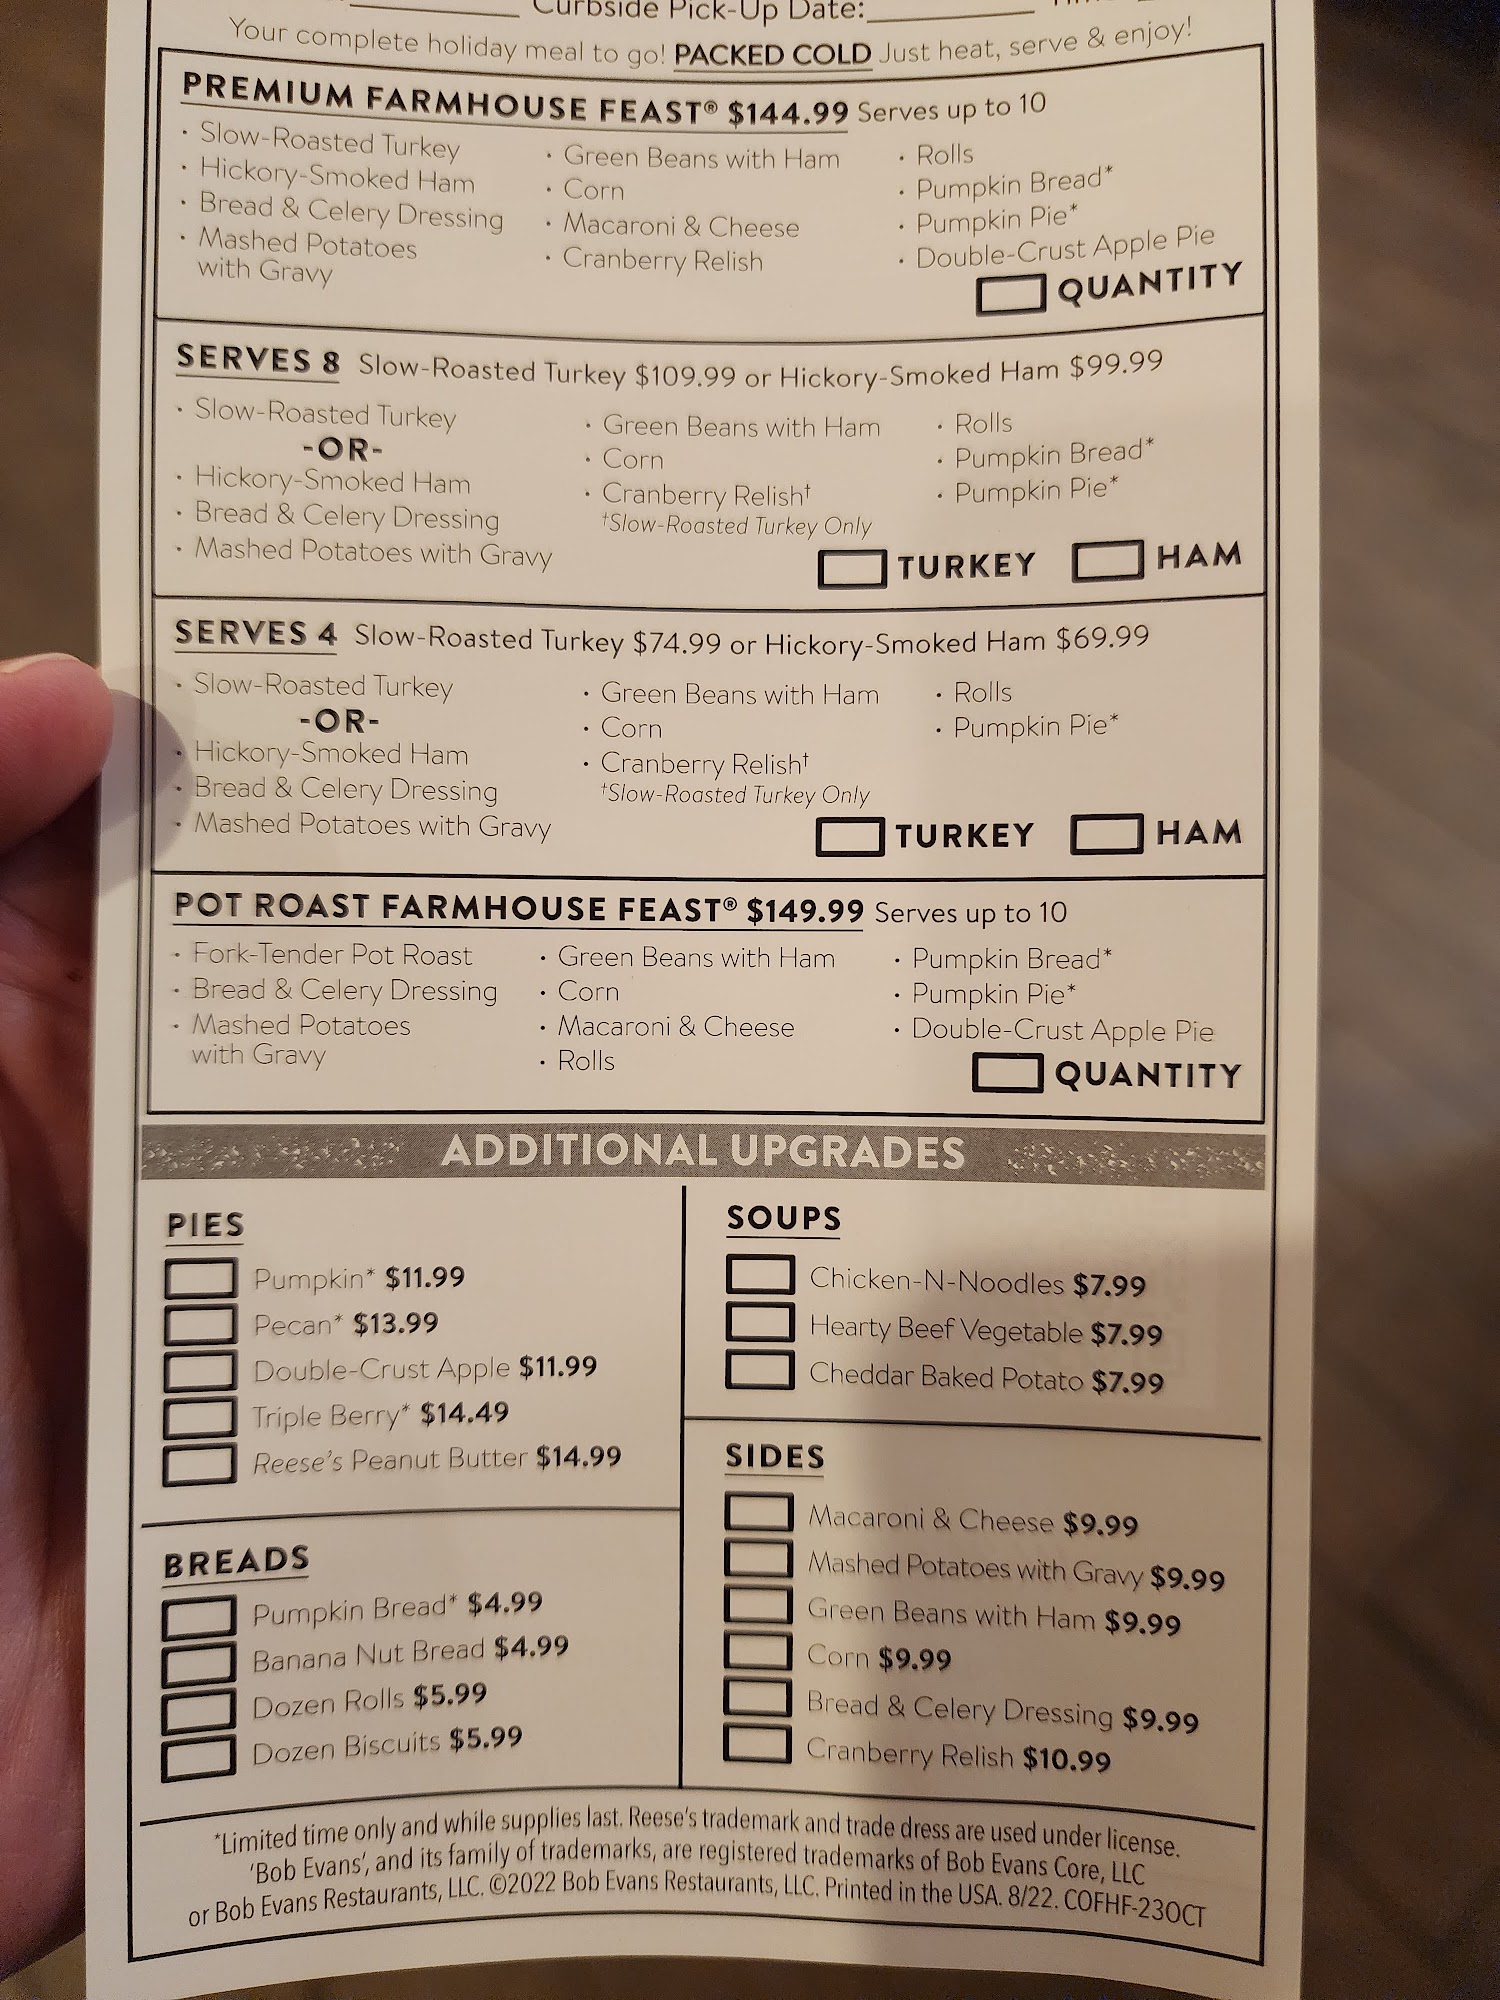 Curbside Pick-Up Date:
Your complete holiday meal to go! PACKED COLD Just heat, serve & enjoy!
PREMIUM FARMHOUSE FEAST® $144.99 Serves up to 10
· Slow-Roasted Turkey
· Hickory-Smoked Ham
· Bread & Celery Dressing
· Mashed Potatoes
with Gravy
· Green Beans with Ham
· Corn
· Macaroni & Cheese
· Cranberry Relish
· Rolls
· Pumpkin Bread*
· Pumpkin Pie*
· Double-Crust Apple Pie
QUANTITY
SERVES 8 Slow-Roasted Turkey $109.99 or Hickory-Smoked Ham $99.99
· Slow-Roasted Turkey
-OR-
· Hickory-Smoked Ham
· Bread & Celery Dressing
· Mashed Potatoes with Gravy
· Green Beans with Ham
· Corn
· Cranberry Relish†
†Slow-Roasted Turkey Only
· Rolls
· Pumpkin Bread*
· Pumpkin Pie*
TURKEY HAM
SERVES 4 Slow-Roasted Turkey $74.99 or Hickory-Smoked Ham $69.99
· Slow-Roasted Turkey
-OR-
· Hickory-Smoked Ham
· Bread & Celery Dressing
· Mashed Potatoes with Gravy
· Green Beans with Ham
· Corn
· Cranberry Relish†
†Slow-Roasted Turkey Only
· Rolls
· Pumpkin Pie*
TURKEY HAM
POT ROAST FARMHOUSE FEAST® $149.99 Serves up to 10
· Fork-Tender Pot Roast
· Bread & Celery Dressing
· Mashed Potatoes
with Gravy
· Green Beans with Ham
· Corn
· Macaroni & Cheese
· Rolls
· Pumpkin Bread*
· Pumpkin Pie*
· Double-Crust Apple Pie
QUANTITY
ADDITIONAL UPGRADES
PIES
Pumpkin* $11.99
Pecan* $13.99
Double-Crust Apple $11.99
Triple Berry* $14.49
Reese's Peanut Butter $14.99
BREADS
Pumpkin Bread* $4.99
Banana Nut Bread $4.99
Dozen Rolls $5.99
Dozen Biscuits $5.99
SOUPS
Chicken-N-Noodles $7.99
Hearty Beef Vegetable $7.99
Cheddar Baked Potato $7.99
SIDES
Macaroni & Cheese $9.99
Mashed Potatoes with Gravy $9.99
Green Beans with Ham $9.99
Corn $9.99
Bread & Celery Dressing $9.99
Cranberry Relish $10.99
*Limited time only and while supplies last. Reese's trademark and trade dress are used under license.
'Bob Evans', and its family of trademarks, are registered trademarks of Bob Evans Core, LLC
or Bob Evans Restaurants, LLC. ©2022 Bob Evans Restaurants, LLC. Printed in the USA. 8/22. COFHF-23OCT